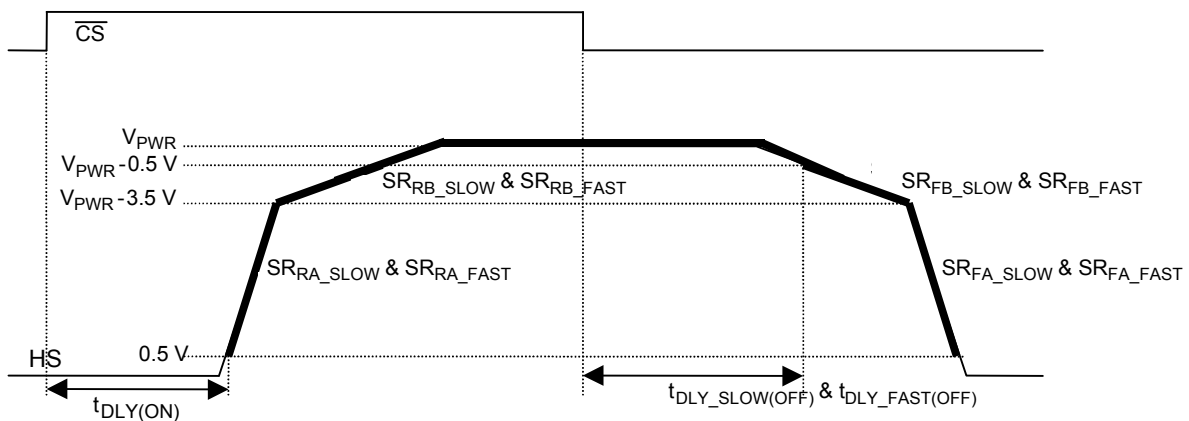 CS
VPWR
VPWR -0.5 V
SRRB_SLOW & SRRB_FAST
SRFB_SLOW & SRFB_FAST
VPWR -3.5 V
SRRA_SLOW & SRRA_FAST
SRFA_SLOW & SRFA_FAST
0.5 V
HS
tDLY(ON)
tDLY_SLOW(OFF) & tDLY_FAST(OFF)